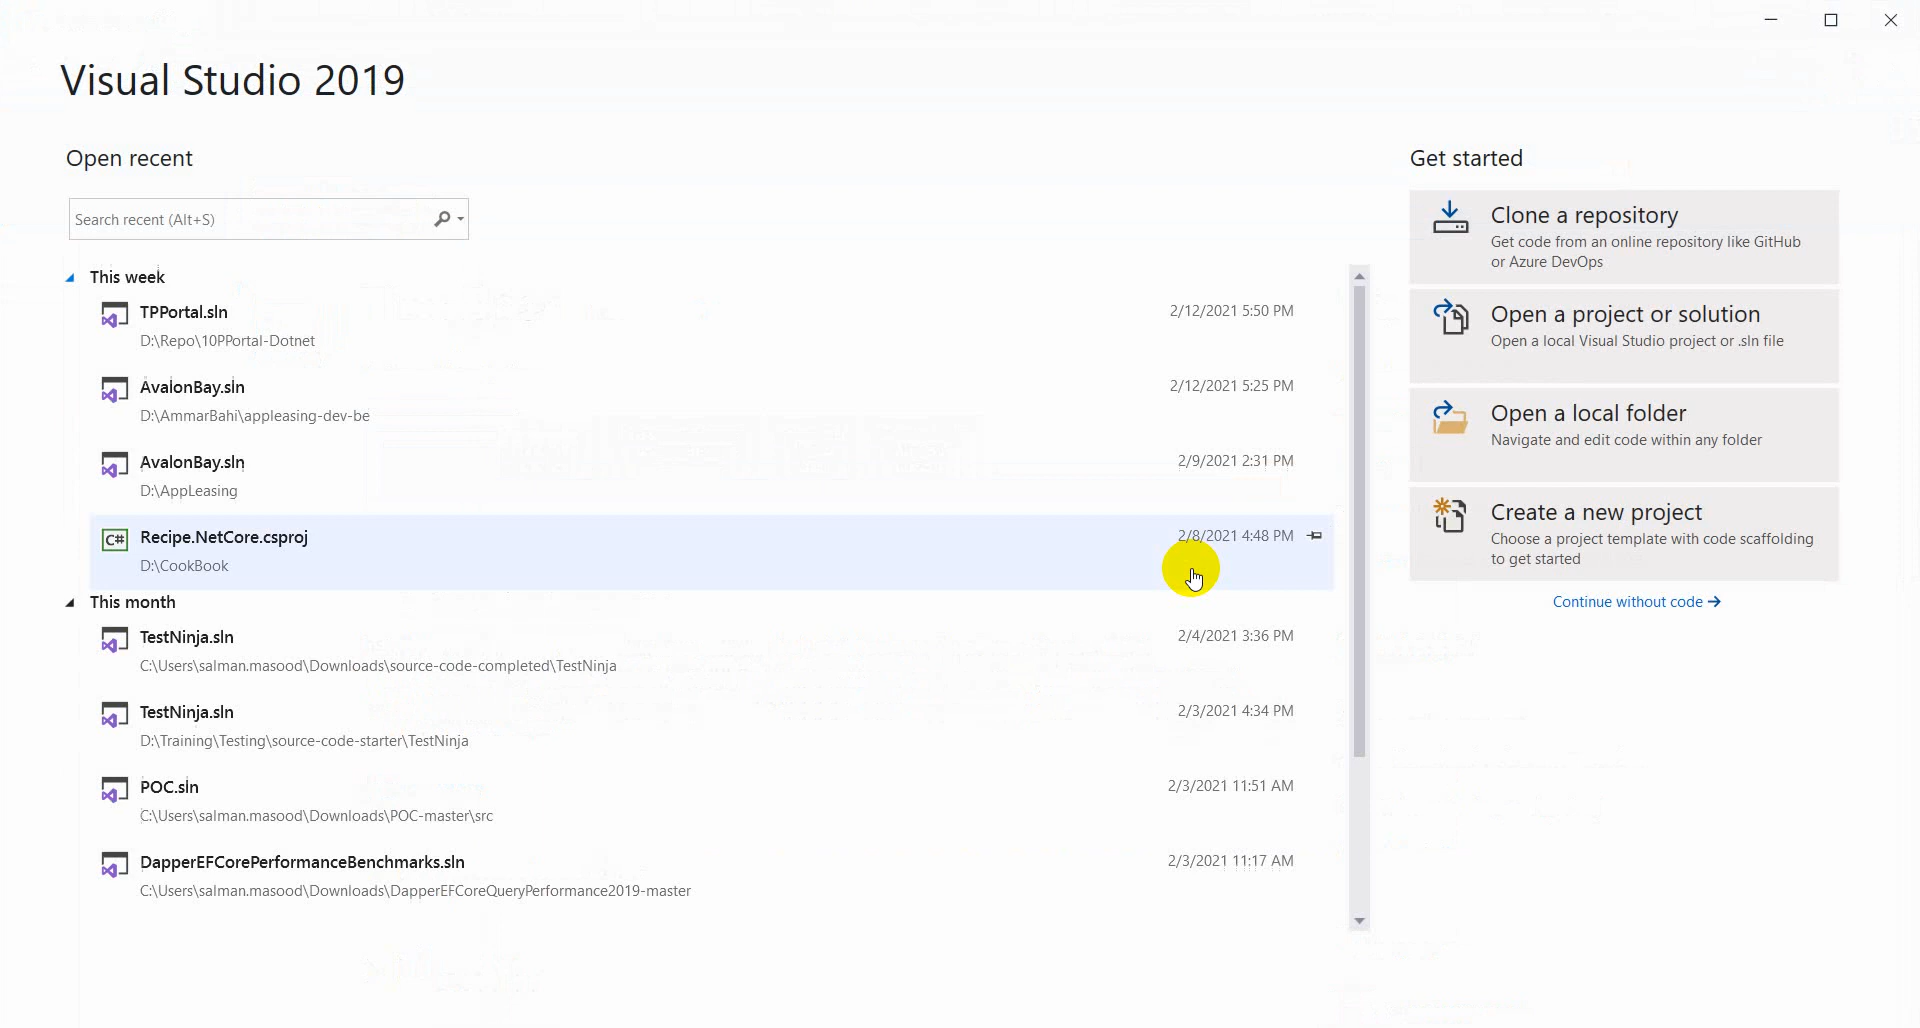 Visual Studio 2019
Open recent
Search recent (Alt+S)
This week
TPPortal.sln
2/12/2021 5:50 PM
D:\Repo\10PPortal-Dotnet
AvalonBay.sln
2/12/2021 5:25 PM
D:\AmmarBahi\appleasing-dev-be
AvalonBay.sln
2/9/2021 2:31 PM
D:\AppLeasing
C# Recipe.NetCore.csproj
2/8/2021 4:48 PM
D:\CookBook
This month
TestNinja.sln
2/4/2021 3:36 PM
C:\Users\salman.masood\Downloads\source-code-completed\TestNinja
TestNinja.sln
2/3/2021 4:34 PM
D:\Training\Testing\source-code-starter\TestNinja
POC.sln
2/3/2021 11:51 AM
C:\Users\salman.masood\Downloads\POC-master\src
DapperEFCorePerformanceBenchmarks.sln
2/3/2021 11:17 AM
C:\Users\salman.masood\Downloads\DapperEFCoreQueryPerformance2019-master
Get started
Clone a repository
Get code from an online repository like GitHub
or Azure DevOps
Open a project or solution
Open a local Visual Studio project or .sln file
Open a local folder
Navigate and edit code within any folder
Create a new project
Choose a project template with code scaffolding
to get started
Continue without code →